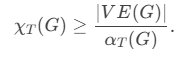 χ_T(G) ≥ |VE(G)| / α_T(G).